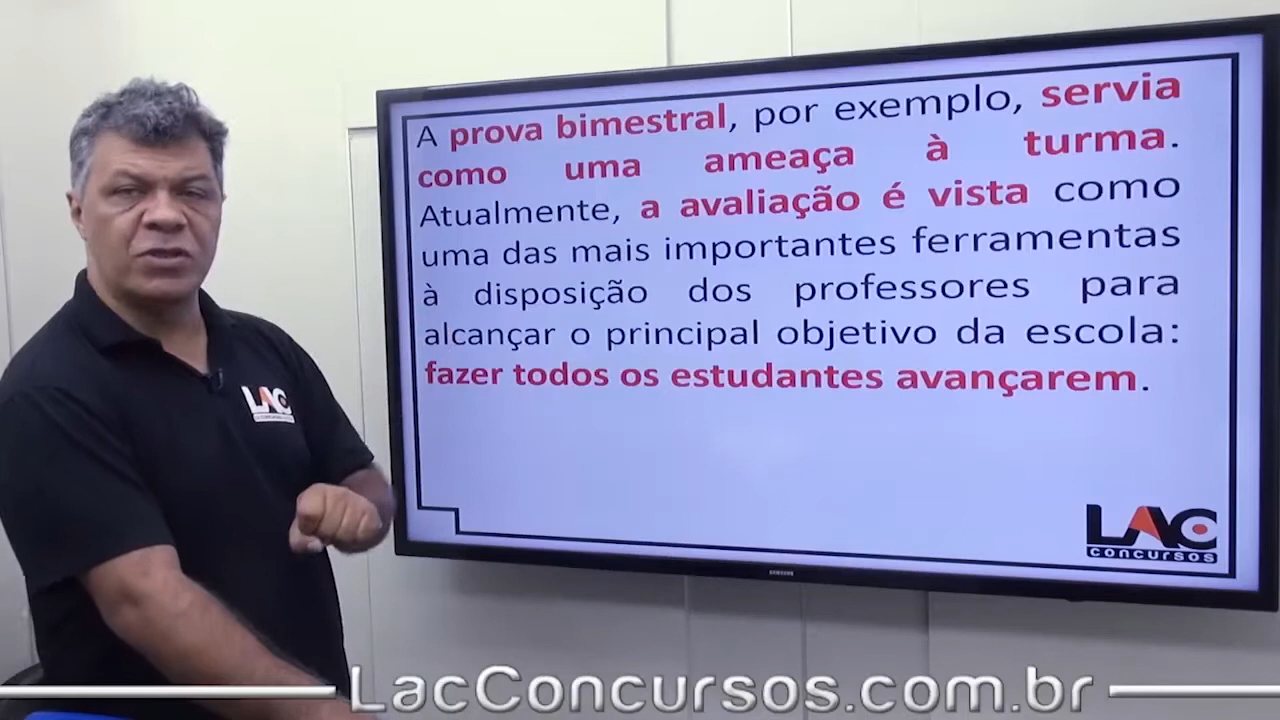 A prova bimestral, por exemplo, servia
como uma ameaça à turma.
Atualmente, a avaliação é vista como
uma das mais importantes ferramentas
à disposição dos professores para
alcançar o principal objetivo da escola:
fazer todos os estudantes avançarem.
LAC
LAC
concursos
SAMSUNG
LacConcursos.com.br